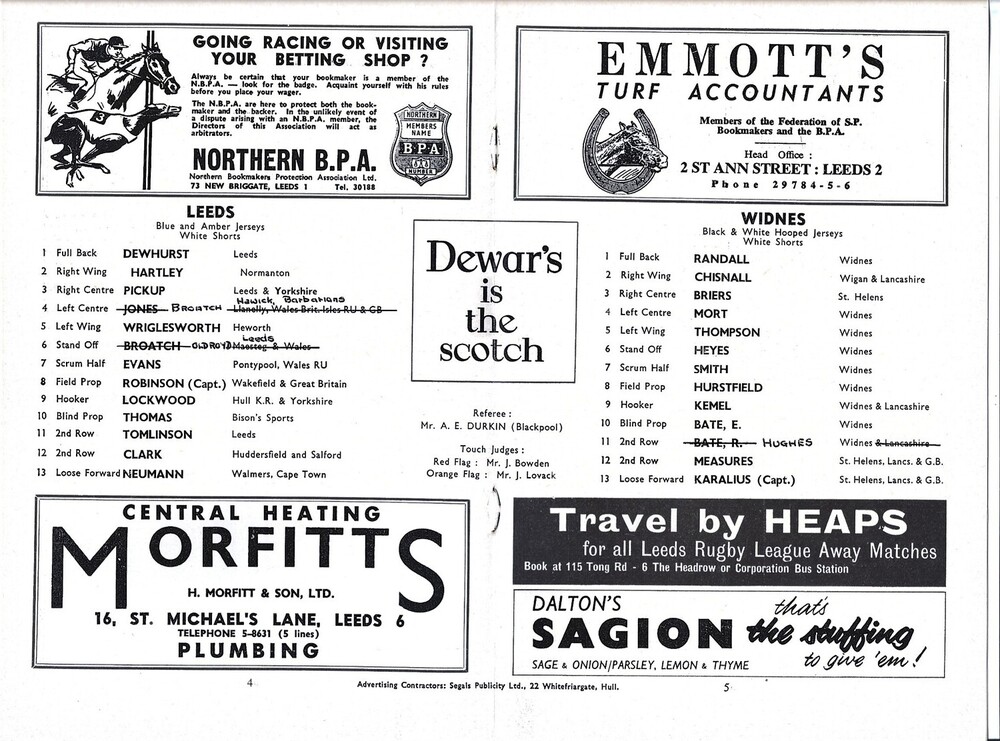 GOING RACING OR VISITING
YOUR BETTING SHOP ?
Always be certain that your bookmaker is a member of the
N.B.P.A. — look for the badge. Acquaint yourself with his rules
before you place your wager.
The N.B.P.A. are here to protect both the book-
maker and the backer. In the unlikely event of
a dispute arising with an N.B.P.A. member, the
Directors of this Association will act as
arbitrators.
NORTHERN
MEMBERS
NAME
B·P·A
NUMBER
3
NORTHERN B.P.A.
Northern Bookmakers Protection Association Ltd.
73 NEW BRIGGATE, LEEDS 1 Tel. 30188
EMMOTT'S
TURF ACCOUNTANTS
Members of the Federation of S.P.
Bookmakers and the B.P.A.
Head Office :
2 ST ANN STREET : LEEDS 2
Phone 29784-5-6
LEEDS
Blue and Amber Jerseys
White Shorts
1 Full Back DEWHURST Leeds
2 Right Wing HARTLEY Normanton
3 Right Centre PICKUP Leeds & Yorkshire
Hawick, Barbarians
4 Left Centre JONES BROATCH Llanelly, Wales Brit. Isles RU & GB
5 Left Wing WRIGLESWORTH Heworth
Leeds
6 Stand Off BROATCH OLDROYD Maesteg & Wales
7 Scrum Half EVANS Pontypool, Wales RU
8 Field Prop ROBINSON (Capt.) Wakefield & Great Britain
9 Hooker LOCKWOOD Hull K.R. & Yorkshire
10 Blind Prop THOMAS Bison's Sports
11 2nd Row TOMLINSON Leeds
12 2nd Row CLARK Huddersfield and Salford
13 Loose Forward NEUMANN Walmers, Cape Town
Dewar's
is
the
scotch
Referee :
Mr. A. E. DURKIN (Blackpool)
Touch Judges :
Red Flag : Mr. J. Bowden
Orange Flag : Mr. J. Lovack
WIDNES
Black & White Hooped Jerseys
White Shorts
1 Full Back RANDALL Widnes
2 Right Wing CHISNALL Wigan & Lancashire
3 Right Centre BRIERS St. Helens
4 Left Centre MORT Widnes
5 Left Wing THOMPSON Widnes
6 Stand Off HEYES Widnes
7 Scrum Half SMITH Widnes
8 Field Prop HURSTFIELD Widnes
9 Hooker KEMEL Widnes & Lancashire
10 Blind Prop BATE, E. Widnes
11 2nd Row BATE, R. HUGHES Widnes & Lancashire
12 2nd Row MEASURES St. Helens, Lancs. & G.B.
13 Loose Forward KARALIUS (Capt.) St. Helens, Lancs. & G.B.
CENTRAL HEATING
MORFITTS
H. MORFITT & SON, LTD.
16, ST. MICHAEL'S LANE, LEEDS 6
TELEPHONE 5-8631 (5 lines)
PLUMBING
Travel by HEAPS
for all Leeds Rugby League Away Matches
Book at 115 Tong Rd - 6 The Headrow or Corporation Bus Station
DALTON'S
SAGION
SAGE & ONION/PARSLEY, LEMON & THYME
that's
the stuffing
to give 'em!
4
Advertising Contractors: Segals Publicity Ltd., 22 Whitefriargate, Hull.
5